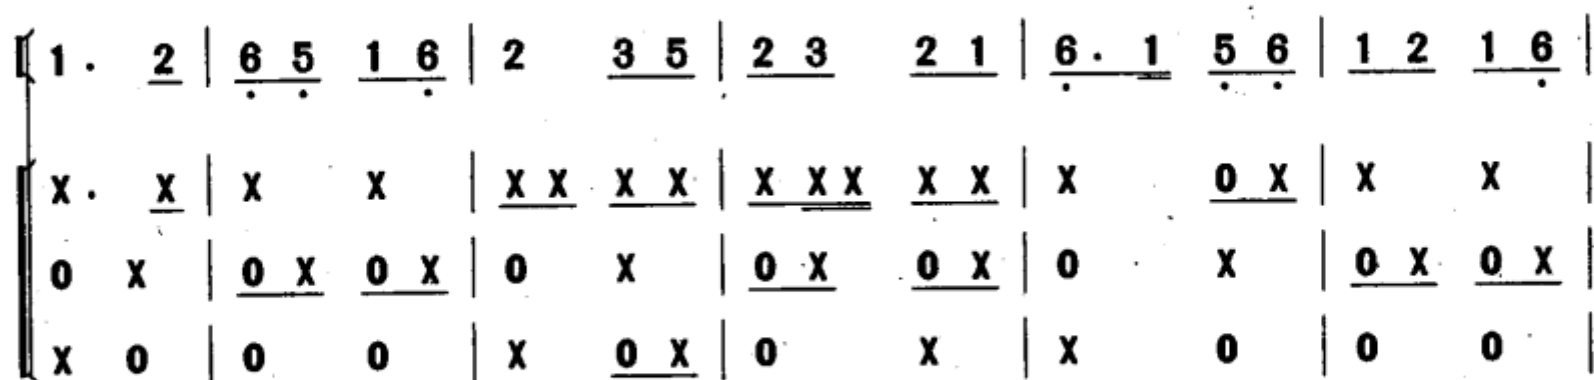 1. 2 | 6 5 1 6 | 2 3 5 | 2 3 2 1 | 6. 1 5 6 | 1 2 1 6 |
X. X | X X | X X X X | X X X X X | X 0 X | X X |
0 X | 0 X 0 X | 0 X | 0 X 0 X | 0 X | 0 X 0 X |
X 0 | 0 0 | X 0 X | 0 X | X 0 | 0 0 |